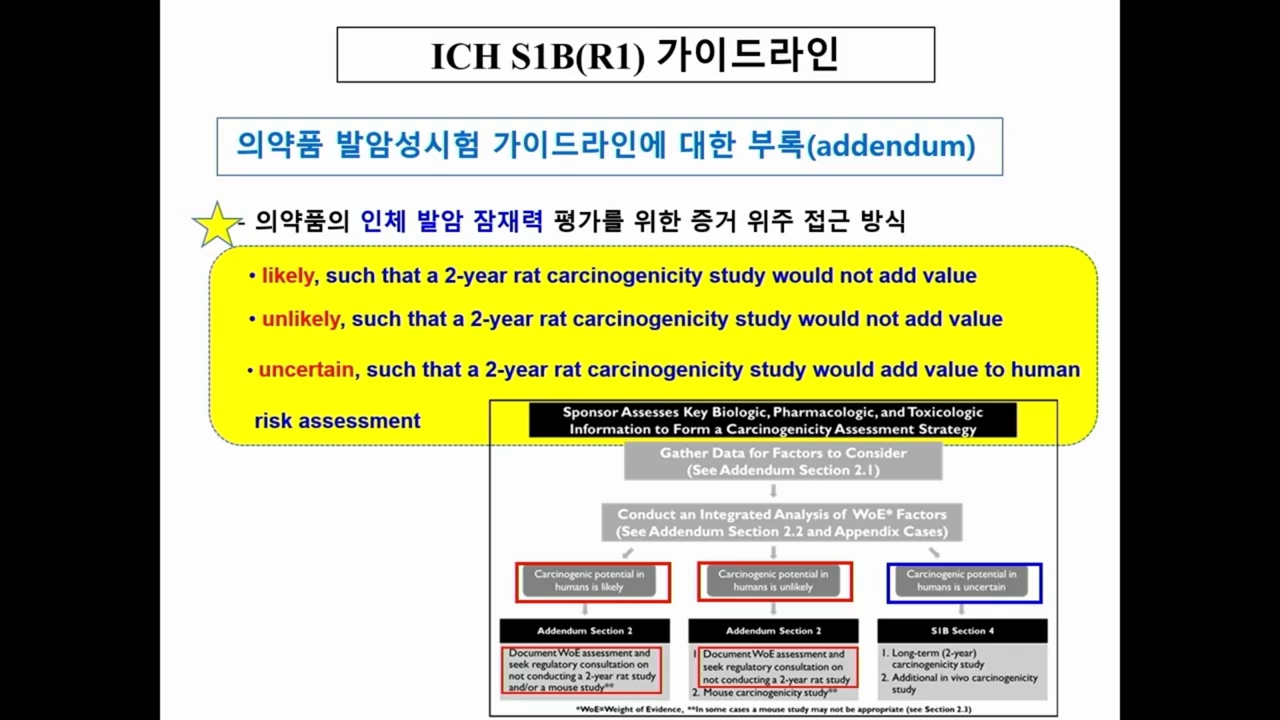 ICH S1B(R1) 가이드라인
의약품 발암성시험 가이드라인에 대한 부록(addendum)
- 의약품의 인체 발암 잠재력 평가를 위한 증거 위주 접근 방식
• likely, such that a 2-year rat carcinogenicity study would not add value
• unlikely, such that a 2-year rat carcinogenicity study would not add value
• uncertain, such that a 2-year rat carcinogenicity study would add value to human
risk assessment
Sponsor Assesses Key Biologic, Pharmacologic, and Toxicologic
Information to Form a Carcinogenicity Assessment Strategy
Gather Data for Factors to Consider
(See Addendum Section 2.1)
Conduct an Integrated Analysis of WoE* Factors
(See Addendum Section 2.2 and Appendix Cases)
Carcinogenic potential in
humans is likely
Carcinogenic potential in
humans is unlikely
Carcinogenic potential in
humans is uncertain
Addendum Section 2
Document WoE assessment and
seek regulatory consultation on
not conducting a 2-year rat study
and/or a mouse study**
Addendum Section 2
1. Document WoE assessment and
seek regulatory consultation on
not conducting a 2-year rat study
2. Mouse carcinogenicity study**
S1B Section 4
1. Long-term (2-year)
carcinogenicity study
2. Additional in vivo carcinogenicity
study
*WoE=Weight of Evidence, **In some cases a mouse study may not be appropriate (see Section 2.3)